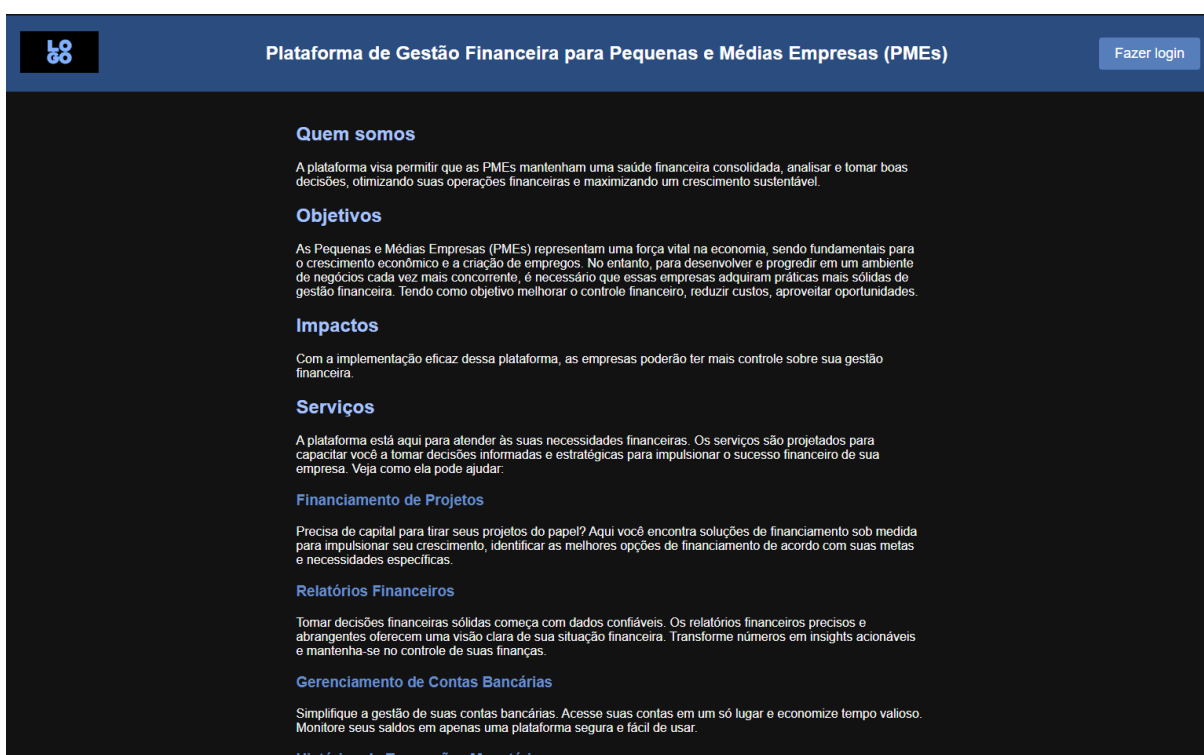 LO
GO
Plataforma de Gestão Financeira para Pequenas e Médias Empresas (PMEs)
Fazer login
Quem somos
A plataforma visa permitir que as PMEs mantenham uma saúde financeira consolidada, analisar e tomar boas
decisões, otimizando suas operações financeiras e maximizando um crescimento sustentável.
Objetivos
As Pequenas e Médias Empresas (PMEs) representam uma força vital na economia, sendo fundamentais para
o crescimento econômico e a criação de empregos. No entanto, para desenvolver e progredir em um ambiente
de negócios cada vez mais concorrente, é necessário que essas empresas adquiram práticas mais sólidas de
gestão financeira. Tendo como objetivo melhorar o controle financeiro, reduzir custos, aproveitar oportunidades.
Impactos
Com a implementação eficaz dessa plataforma, as empresas poderão ter mais controle sobre sua gestão
financeira.
Serviços
A plataforma está aqui para atender às suas necessidades financeiras. Os serviços são projetados para
capacitar você a tomar decisões informadas e estratégicas para impulsionar o sucesso financeiro de sua
empresa. Veja como ela pode ajudar:
Financiamento de Projetos
Precisa de capital para tirar seus projetos do papel? Aqui você encontra soluções de financiamento sob medida
para impulsionar seu crescimento, identificar as melhores opções de financiamento de acordo com suas metas
e necessidades específicas.
Relatórios Financeiros
Tomar decisões financeiras sólidas começa com dados confiáveis. Os relatórios financeiros precisos e
abrangentes oferecem uma visão clara de sua situação financeira. Transforme números em insights acionáveis
e mantenha-se no controle de suas finanças.
Gerenciamento de Contas Bancárias
Simplifique a gestão de suas contas bancárias. Acesse suas contas em um só lugar e economize tempo valioso.
Monitore seus saldos em apenas uma plataforma segura e fácil de usar.